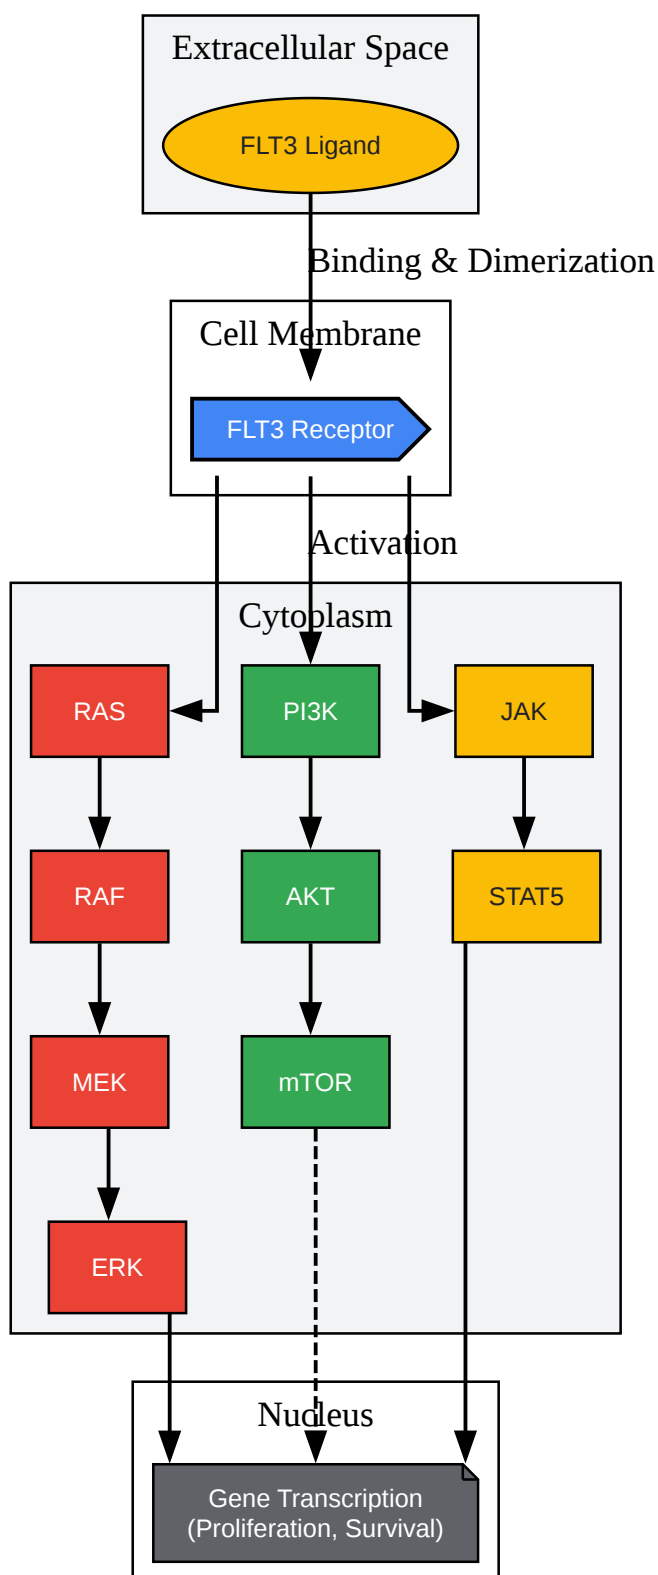 Extracellular Space
FLT3 Ligand
Binding & Dimerization
Cell Membrane
FLT3 Receptor
Activation
Cytoplasm
RAS
PI3K
JAK
RAF
AKT
STAT5
MEK
mTOR
ERK
Nucleus
Gene Transcription
(Proliferation, Survival)